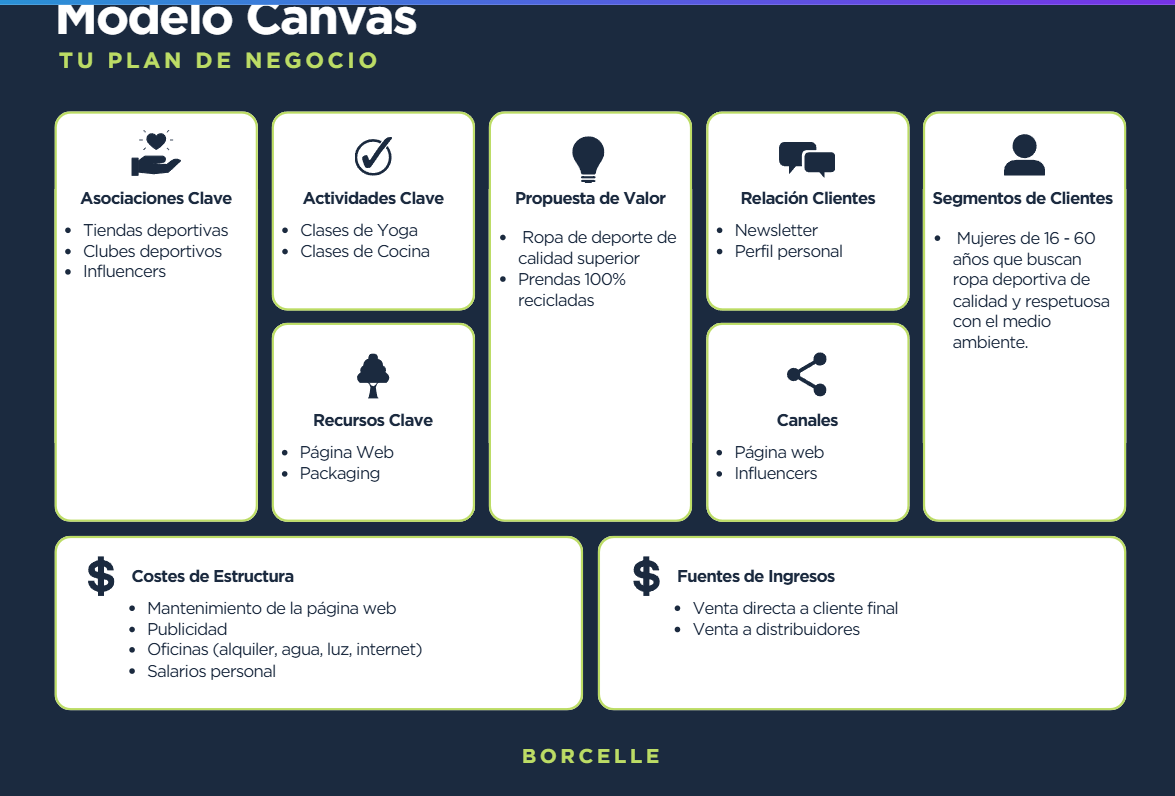 Modelo Canvas
TU PLAN DE NEGOCIO
Asociaciones Clave
• Tiendas deportivas
• Clubes deportivos
• Influencers
Actividades Clave
• Clases de Yoga
• Clases de Cocina
Recursos Clave
• Página Web
• Packaging
Propuesta de Valor
• Ropa de deporte de
calidad superior
• Prendas 100%
recicladas
Relación Clientes
• Newsletter
• Perfil personal
Canales
• Página web
• Influencers
Segmentos de Clientes
• Mujeres de 16 - 60
años que buscan
ropa deportiva de
calidad y respetuosa
con el medio
ambiente.
$ Costes de Estructura
• Mantenimiento de la página web
• Publicidad
• Oficinas (alquiler, agua, luz, internet)
• Salarios personal
$ Fuentes de Ingresos
• Venta directa a cliente final
• Venta a distribuidores
BORCELLE